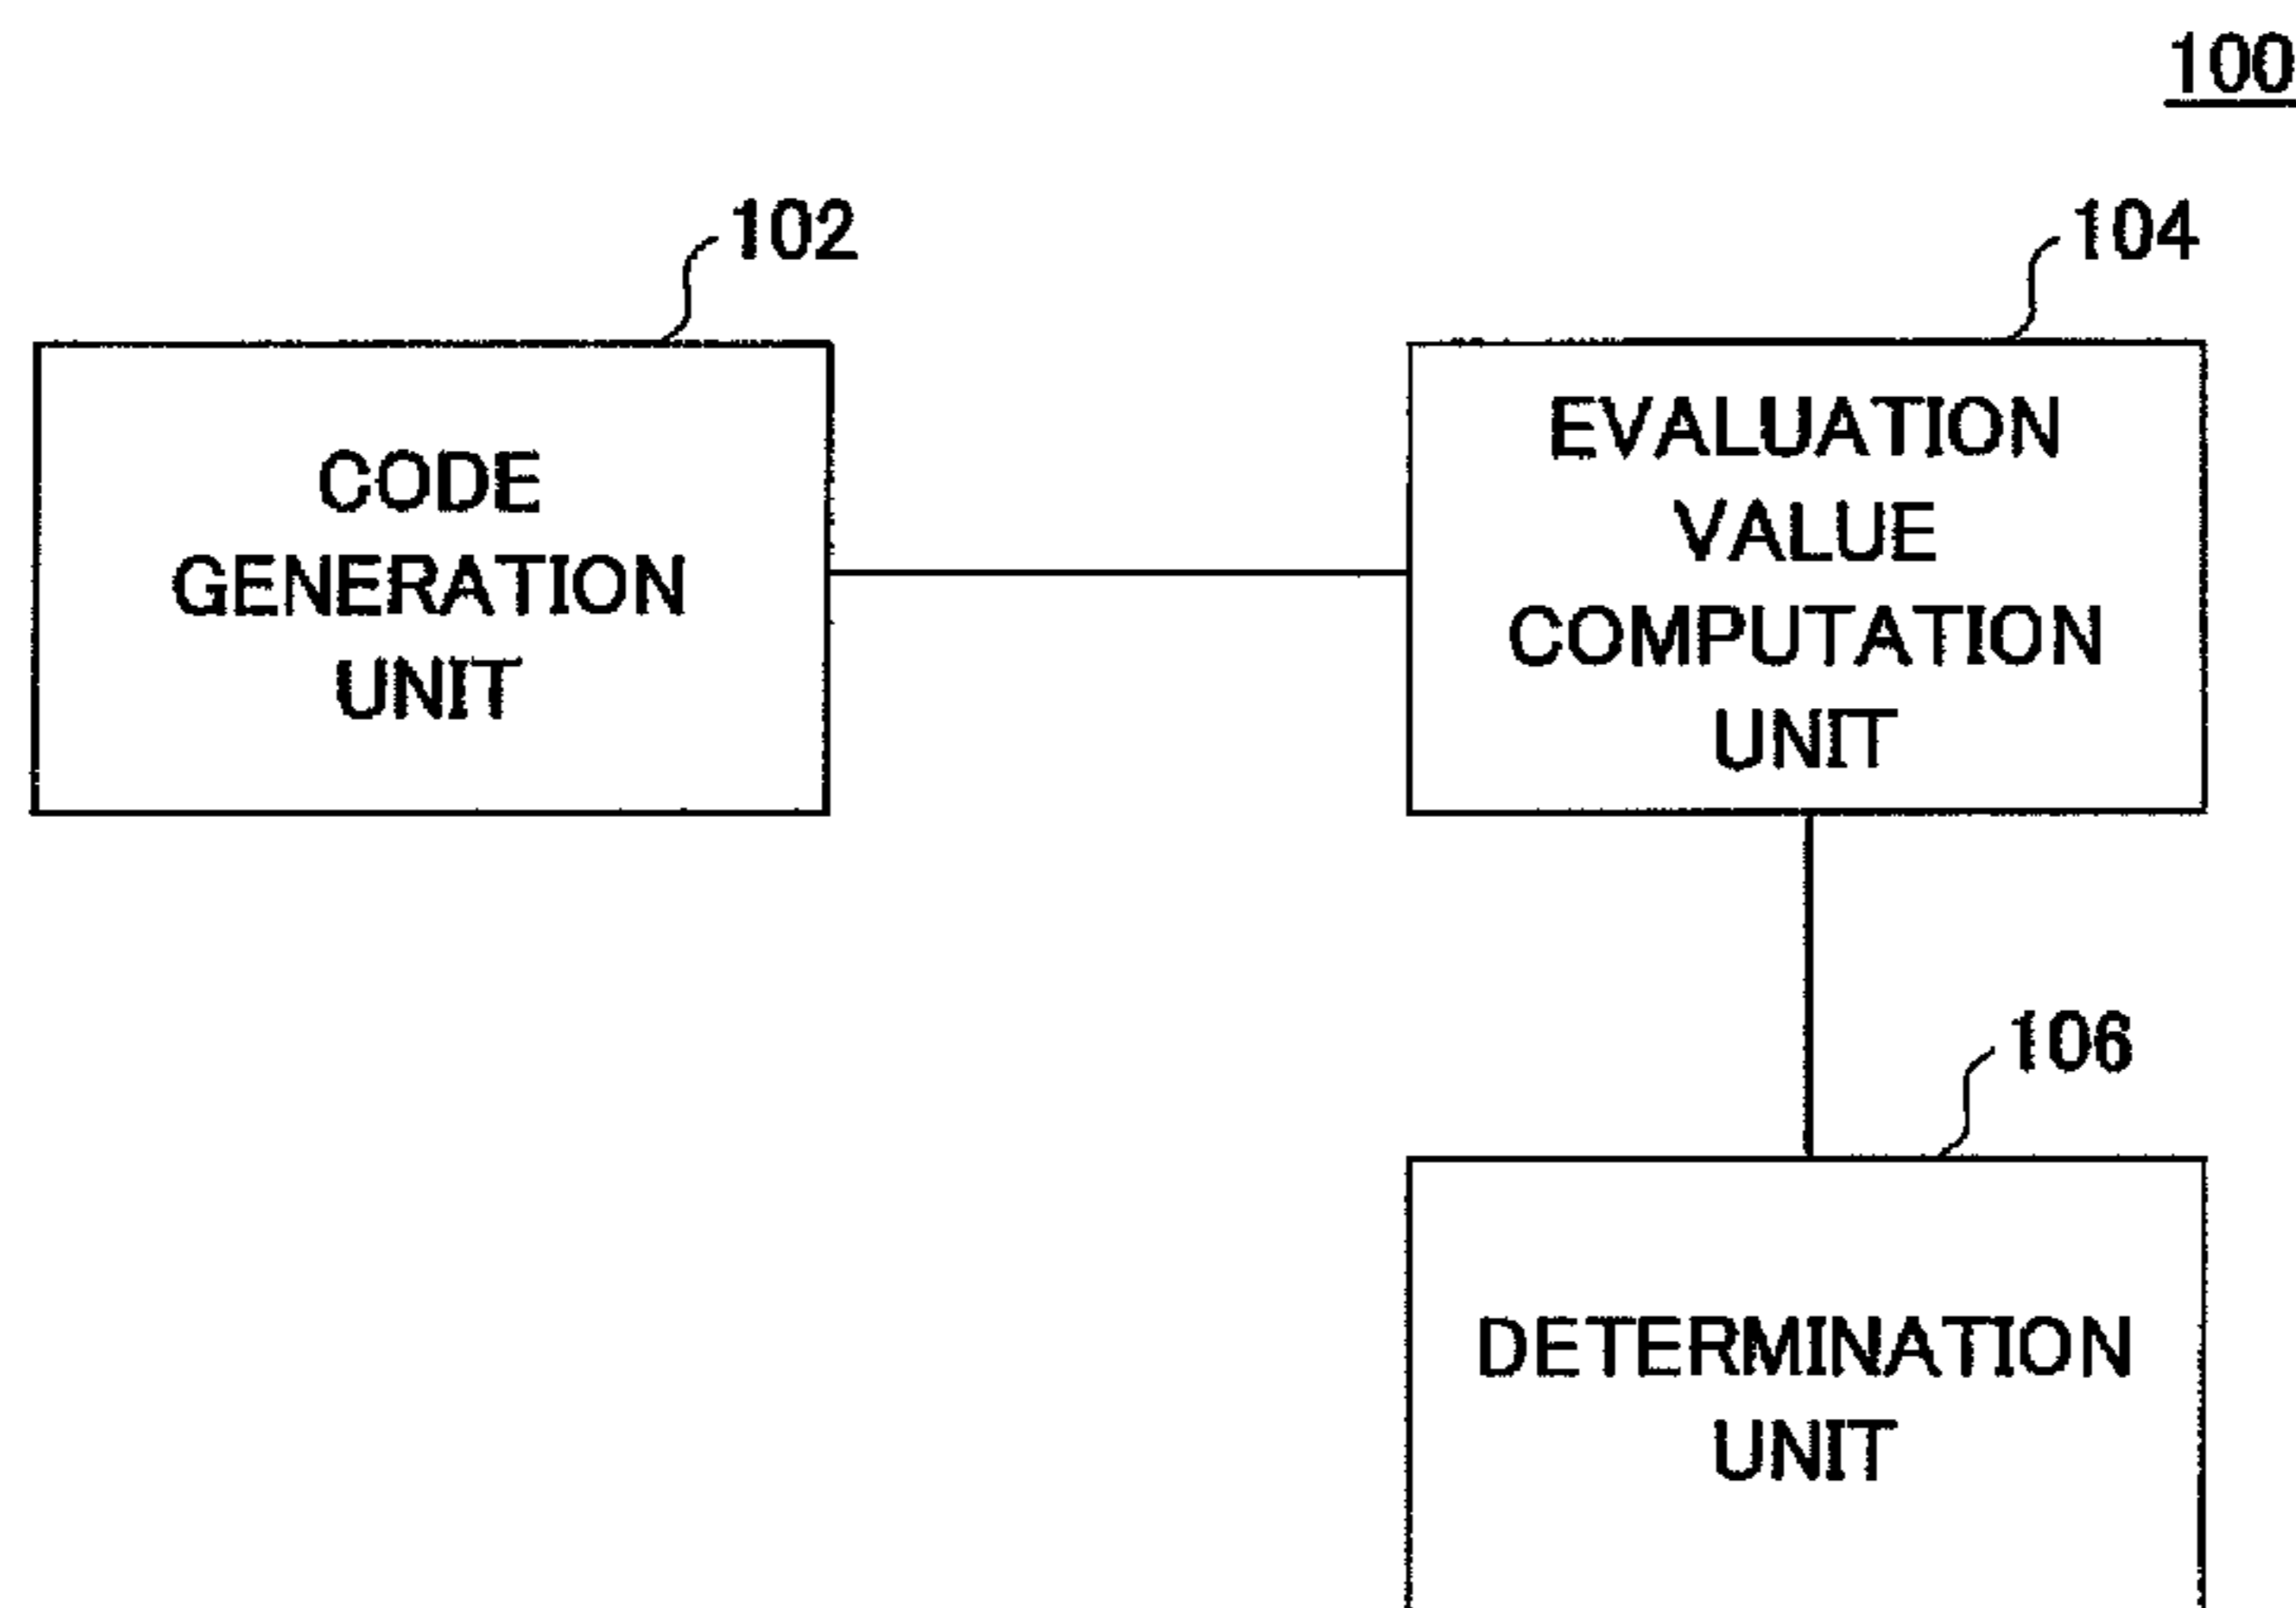 100
102
CODE
GENERATION
UNIT
104
EVALUATION
VALUE
COMPUTATION
UNIT
106
DETERMINATION
UNIT